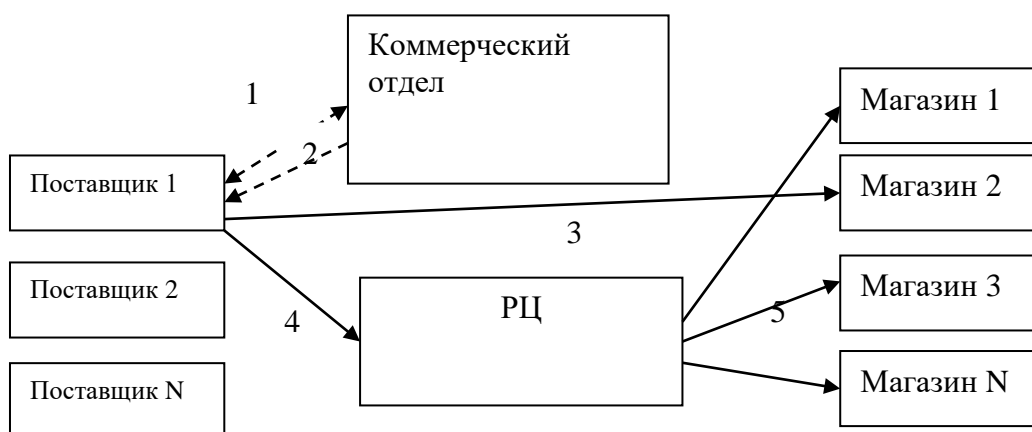 Коммерческий
отдел
1
Магазин 1
2
Поставщик 1
Магазин 2
3
Поставщик 2
Магазин 3
РЦ
4
5
Поставщик N
Магазин N